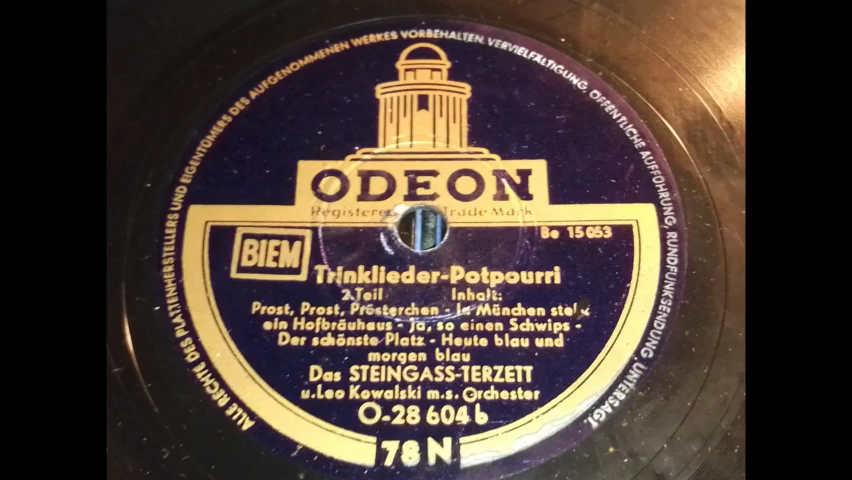 ALLE RECHTE DES PLATTENHERSTELLERS UND EIGENTÜMERS DES AUFGENOMMENEN WERKES VORBEHALTEN. VERVIELFÄLTIGUNG, ÖFFENTLICHE AUFFÜHRUNG, RUNDFUNKSENDUNG UNTERSAGT.
ODEON
Registered Trade Mark
Be 15053
BIEM
Trinklieder-Potpourri
2.Teil Inhalt:
Prost, Prost, Prösterchen - In München steht
ein Hofbräuhaus - Ja, so einen Schwips -
Der schönste Platz - Heute blau und
morgen blau
Das STEINGASS-TERZETT
u. Leo Kowalski m.s. Orchester
O-28 604 b
78 N